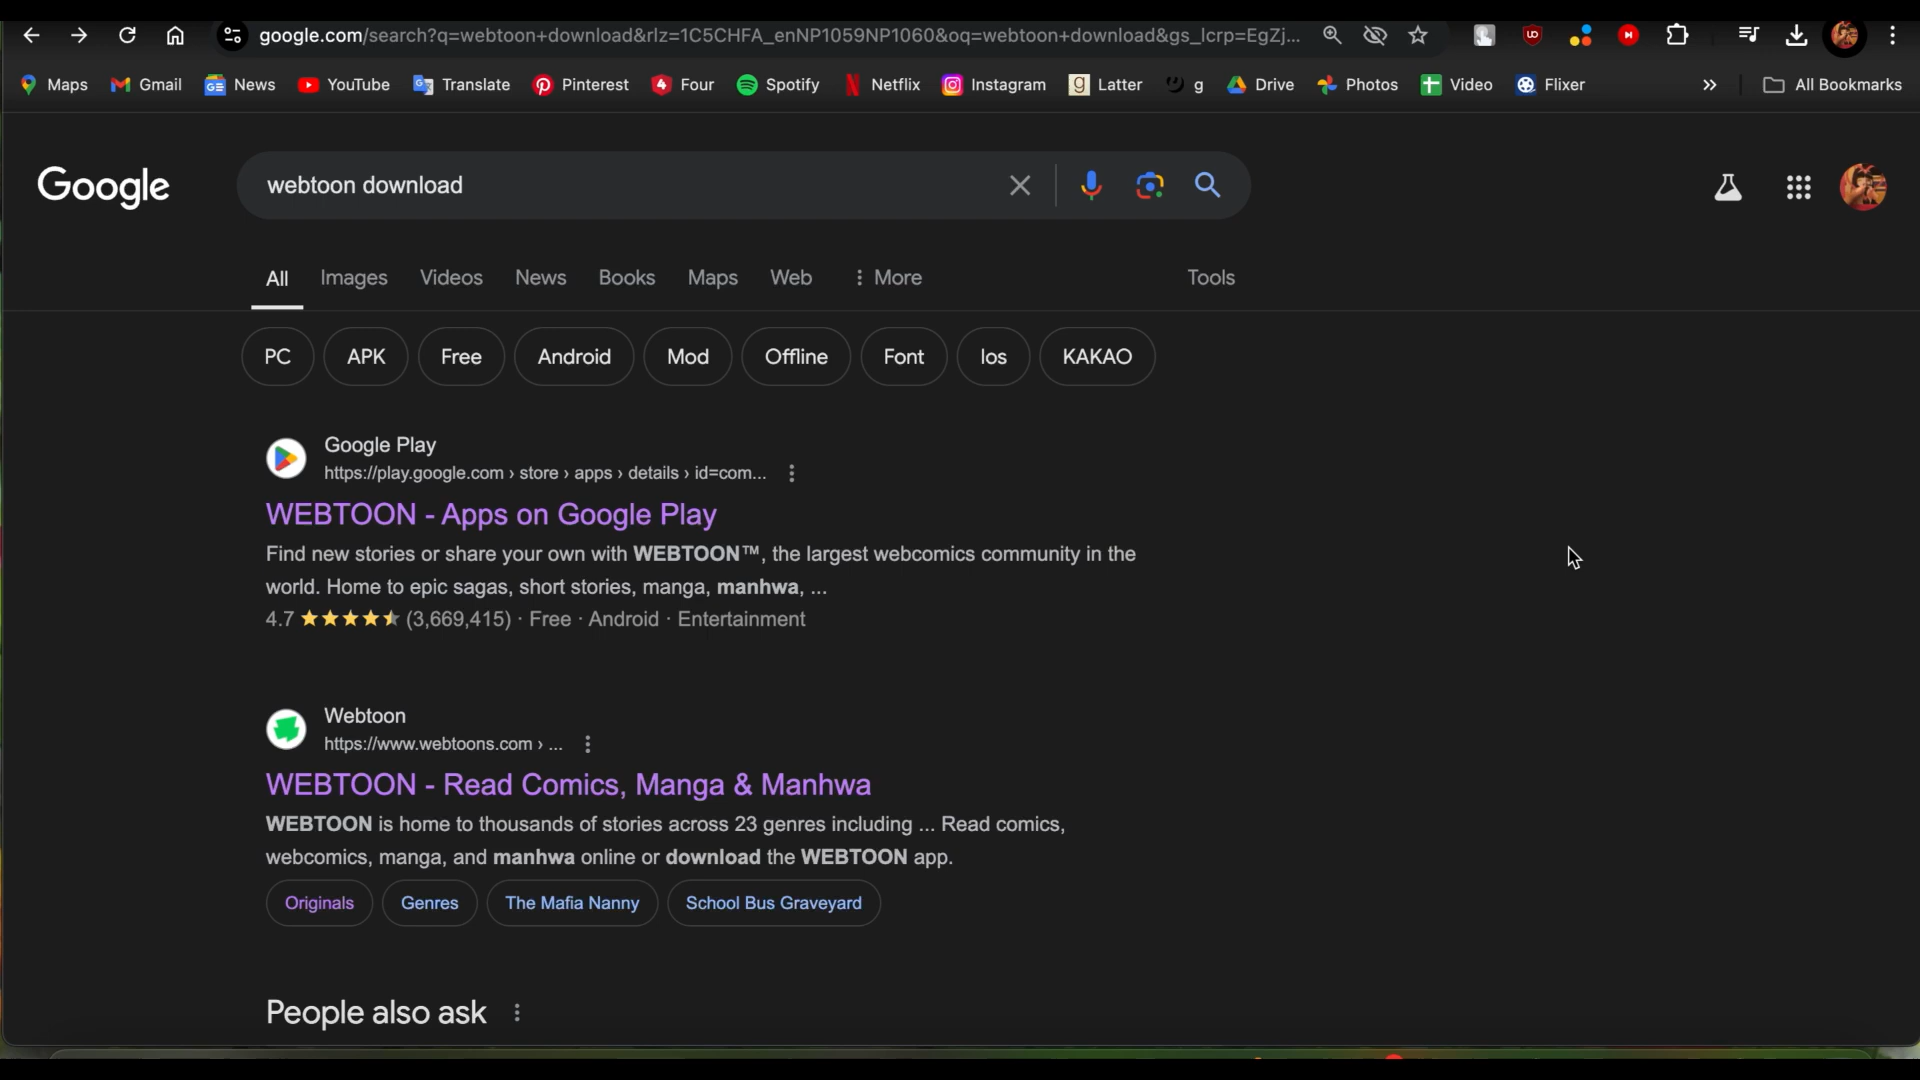 google.com/search?q=webtoon+download&rlz=1C5CHFA_enNP1059NP1060&oq=webtoon+download&gs_lcrp=EgZj...
Maps Gmail News YouTube Translate Pinterest Four Spotify Netflix Instagram Latter g Drive Photos Video Flixer » All Bookmarks
Google webtoon download
All Images Videos News Books Maps Web More Tools
PC APK Free Android Mod Offline Font Ios KAKAO
Google Play
https://play.google.com › store › apps › details › id=com...
WEBTOON - Apps on Google Play
Find new stories or share your own with WEBTOON™, the largest webcomics community in the
world. Home to epic sagas, short stories, manga, manhwa, ...
4.7 (3,669,415) · Free · Android · Entertainment
Webtoon
https://www.webtoons.com › ...
WEBTOON - Read Comics, Manga & Manhwa
WEBTOON is home to thousands of stories across 23 genres including ... Read comics,
webcomics, manga, and manhwa online or download the WEBTOON app.
Originals Genres The Mafia Nanny School Bus Graveyard
People also ask